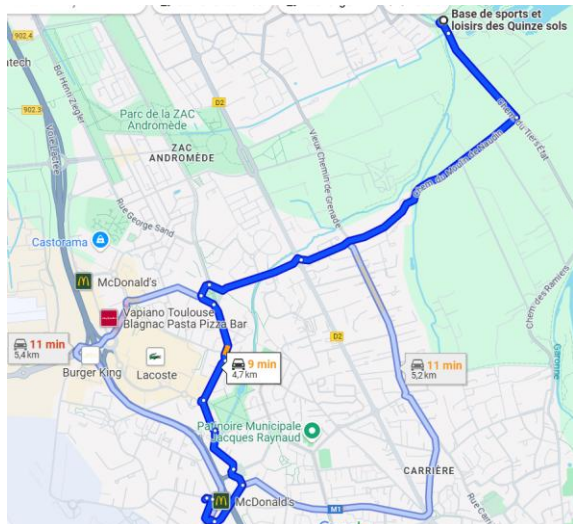 Base de sports et
loisirs des Quinze sols
902.4
ntech
Bd Henri Ziegler
902.3
Voie Lactée
D2
Parc de la ZAC
Andromède
ZAC
ANDROMÈDE
Vieux Chemin de Grenade
Chem. du Tiers État
Chem. du Moulin de Naudin
Rue George Sand
Castorama
McDonald's
Vapiano Toulouse
Blagnac Pasta Pizza Bar
11 min
5,4 km
Burger King
Lacoste
9 min
4,7 km
D2
11 min
5,2 km
Chem. des Ramiers
Garonne
Patinoire Municipale
Jacques Raynaud
CARRIÈRE
McDonald's
M1